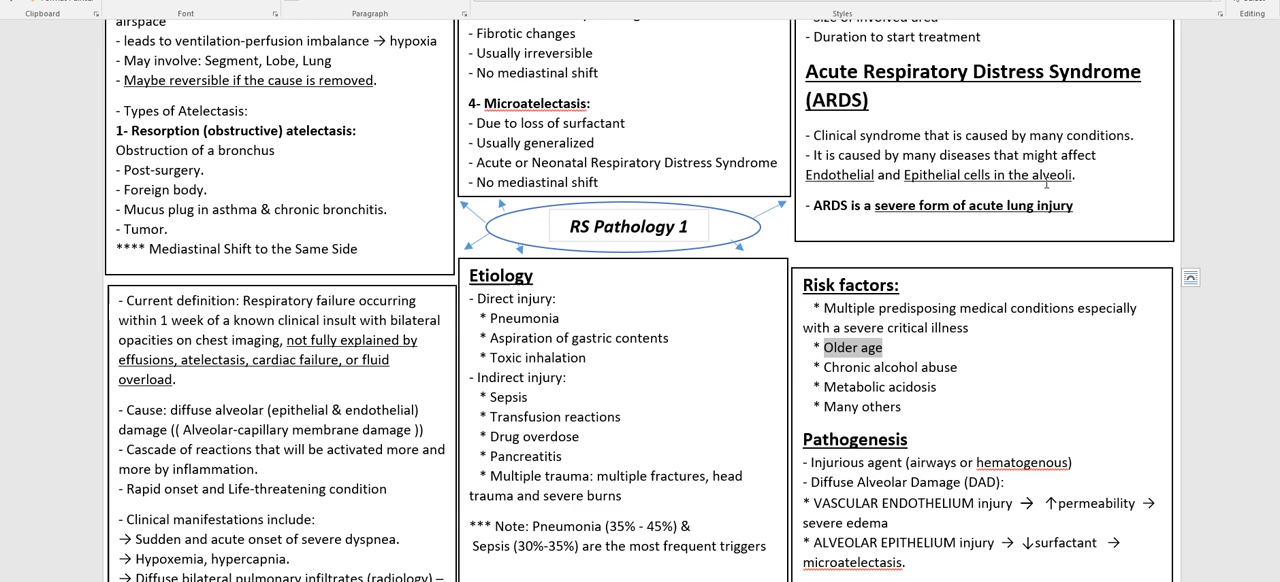 Clipboard
Font
Paragraph
Styles
Editing
airspace
- leads to ventilation-perfusion imbalance → hypoxia
- May involve: Segment, Lobe, Lung
- Maybe reversible if the cause is removed.
- Types of Atelectasis:
1- Resorption (obstructive) atelectasis:
Obstruction of a bronchus
- Post-surgery.
- Foreign body.
- Mucus plug in asthma & chronic bronchitis.
- Tumor.
**** Mediastinal Shift to the Same Side
- Fibrotic changes
- Usually irreversible
- No mediastinal shift
4- Microatelectasis:
- Due to loss of surfactant
- Usually generalized
- Acute or Neonatal Respiratory Distress Syndrome
- No mediastinal shift
- Size of involved area
- Duration to start treatment
Acute Respiratory Distress Syndrome
(ARDS)
- Clinical syndrome that is caused by many conditions.
- It is caused by many diseases that might affect
Endothelial and Epithelial cells in the alveoli.
- ARDS is a severe form of acute lung injury
RS Pathology 1
- Current definition: Respiratory failure occurring
within 1 week of a known clinical insult with bilateral
opacities on chest imaging, not fully explained by
effusions, atelectasis, cardiac failure, or fluid
overload.
- Cause: diffuse alveolar (epithelial & endothelial)
damage (( Alveolar-capillary membrane damage ))
- Cascade of reactions that will be activated more and
more by inflammation.
- Rapid onset and Life-threatening condition
- Clinical manifestations include:
→ Sudden and acute onset of severe dyspnea.
→ Hypoxemia, hypercapnia.
→ Diffuse bilateral pulmonary infiltrates (radiology) –
Etiology
- Direct injury:
* Pneumonia
* Aspiration of gastric contents
* Toxic inhalation
- Indirect injury:
* Sepsis
* Transfusion reactions
* Drug overdose
* Pancreatitis
* Multiple trauma: multiple fractures, head
trauma and severe burns
*** Note: Pneumonia (35% - 45%) &
Sepsis (30%-35%) are the most frequent triggers
Risk factors:
* Multiple predisposing medical conditions especially
with a severe critical illness
* Older age
* Chronic alcohol abuse
* Metabolic acidosis
* Many others
Pathogenesis
- Injurious agent (airways or hematogenous)
- Diffuse Alveolar Damage (DAD):
* VASCULAR ENDOTHELIUM injury → ↑permeability →
severe edema
* ALVEOLAR EPITHELIUM injury → ↓surfactant →
microatelectasis.